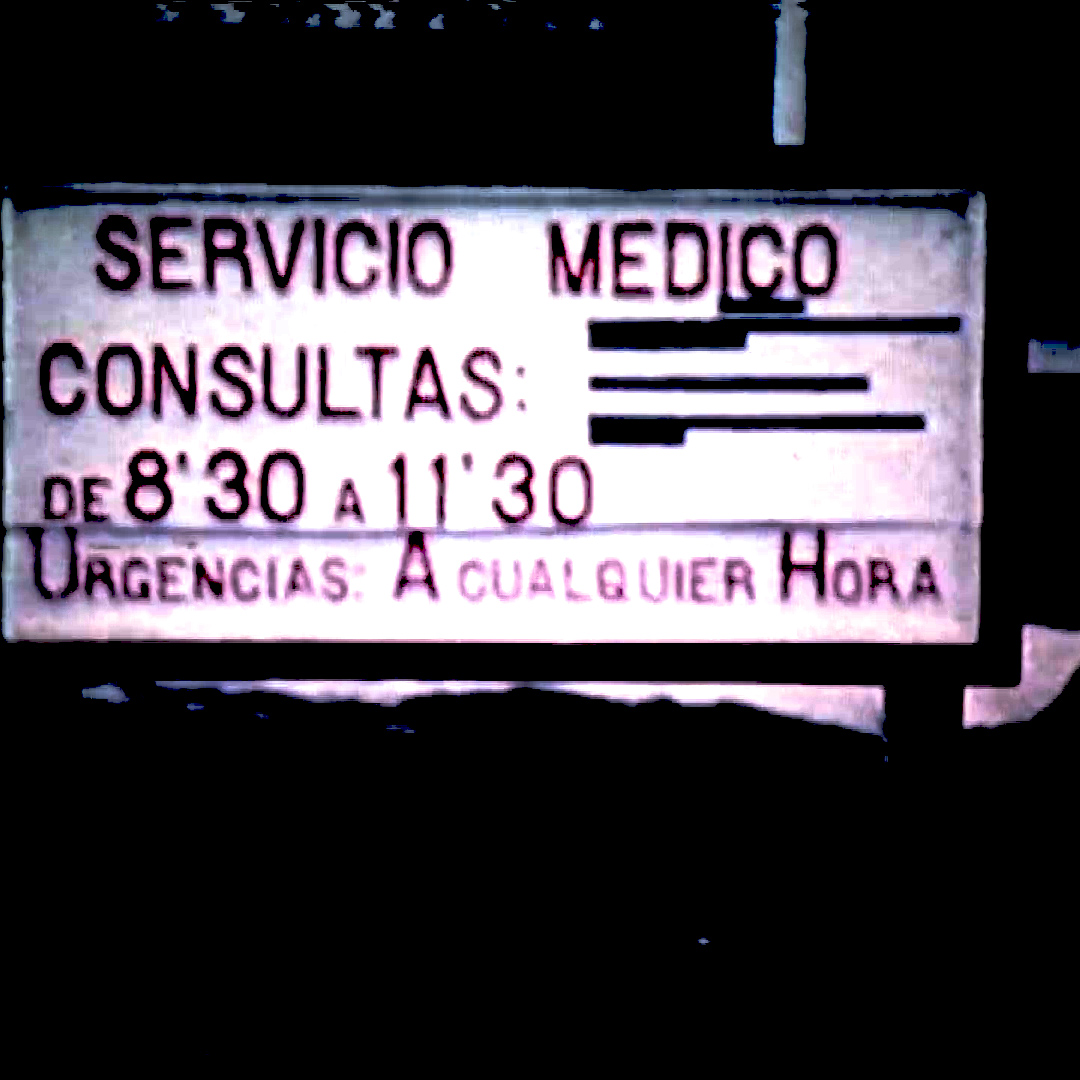 SERVICIO MEDICO
CONSULTAS:
DE 8'30 A 11'30
URGENCIAS: A CUALQUIER HORA